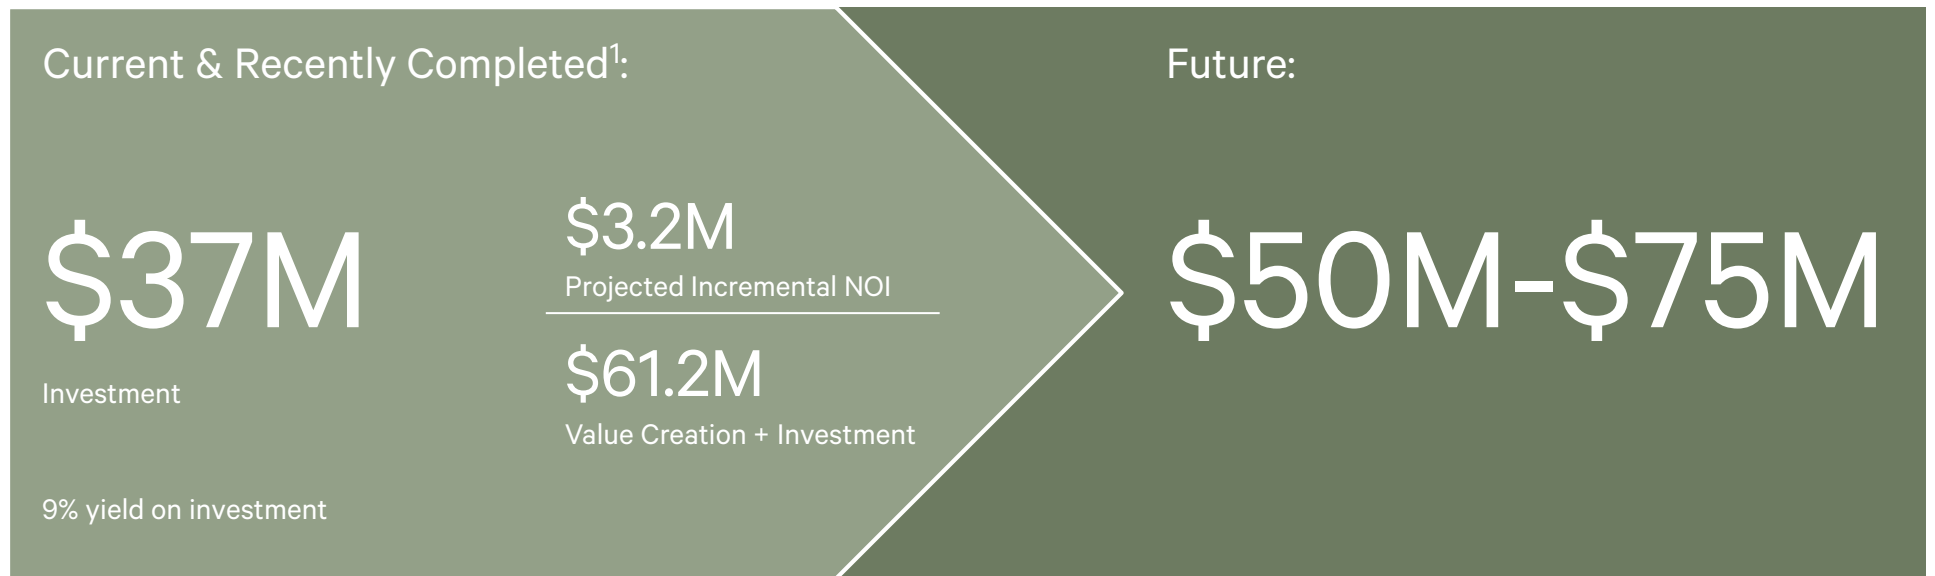 Current & Recently Completed¹:
$37M
Investment
9% yield on investment
$3.2M
Projected Incremental NOI
$61.2M
Value Creation + Investment
Future:
$50M-$75M